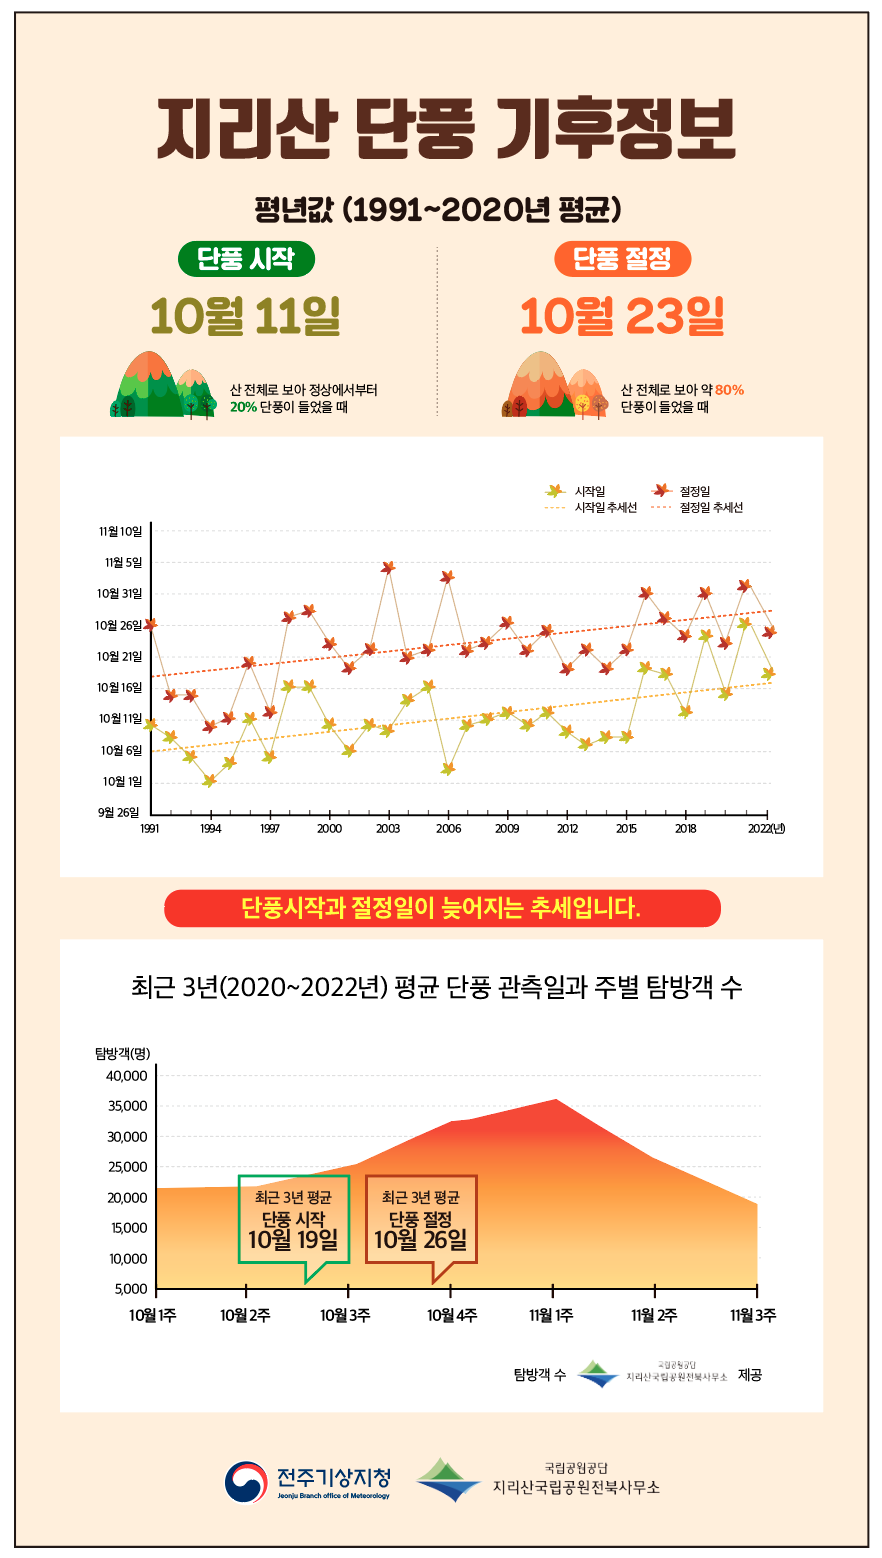 지리산 단풍 기후정보
평년값 (1991~2020년 평균)
단풍 시작
10월 11일
산 전체로 보아 정상에서부터
20% 단풍이 들었을 때
단풍 절정
10월 23일
산 전체로 보아 약 80%
단풍이 들었을 때
시작일
절정일
시작일 추세선
절정일 추세선
11월 10일
11월 5일
10월 31일
10월 26일
10월 21일
10월 16일
10월 11일
10월 6일
10월 1일
9월 26일
1991 1994 1997 2000 2003 2006 2009 2012 2015 2018 2022(년)
단풍시작과 절정일이 늦어지는 추세입니다.
최근 3년(2020~2022년) 평균 단풍 관측일과 주별 탐방객 수
탐방객(명)
40,000
35,000
30,000
25,000
20,000
15,000
10,000
5,000
최근 3년 평균
단풍 시작
10월 19일
최근 3년 평균
단풍 절정
10월 26일
10월 1주 10월 2주 10월 3주 10월 4주 11월 1주 11월 2주 11월 3주
탐방객 수
국립공원공단
지리산국립공원전북사무소
제공
전주기상지청
Jeonju Branch office of Meteorology
국립공원공단
지리산국립공원전북사무소